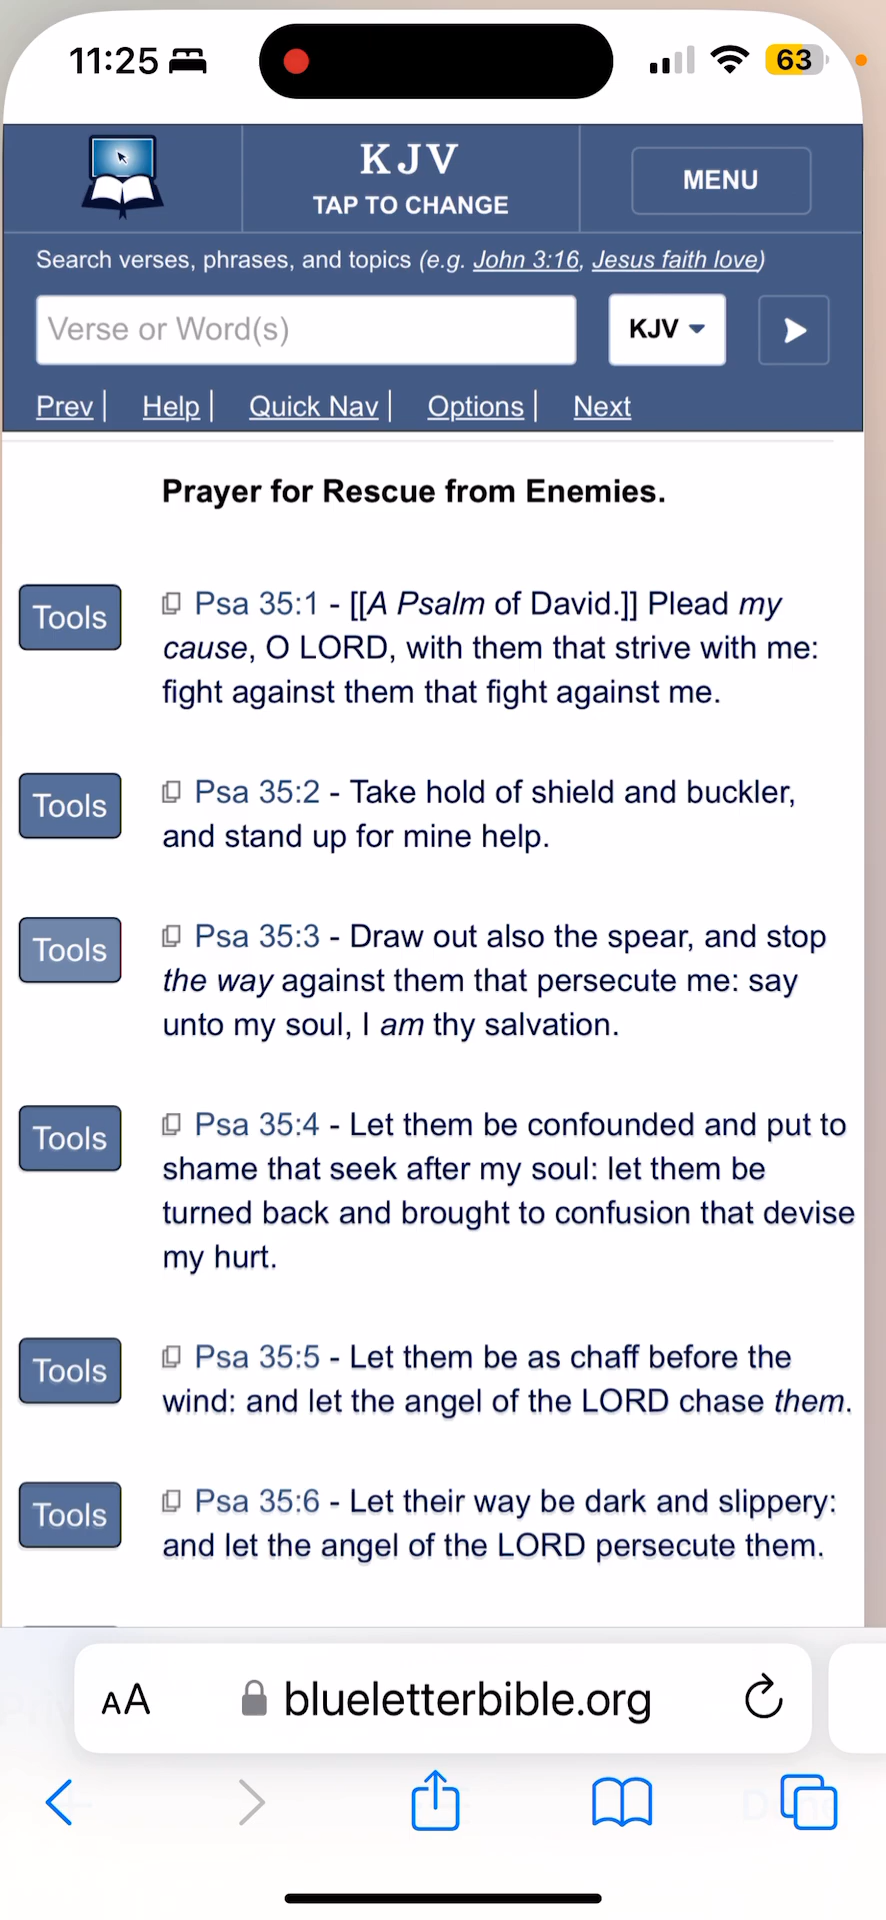 11:25
63
KJV
TAP TO CHANGE
MENU
Search verses, phrases, and topics (e.g. John 3:16, Jesus faith love)
Verse or Word(s)
KJV
Prev | Help | Quick Nav | Options | Next
Prayer for Rescue from Enemies.
Tools
Psa 35:1 - [[A Psalm of David.]] Plead my
cause, O LORD, with them that strive with me:
fight against them that fight against me.
Tools
Psa 35:2 - Take hold of shield and buckler,
and stand up for mine help.
Tools
Psa 35:3 - Draw out also the spear, and stop
the way against them that persecute me: say
unto my soul, I am thy salvation.
Tools
Psa 35:4 - Let them be confounded and put to
shame that seek after my soul: let them be
turned back and brought to confusion that devise
my hurt.
Tools
Psa 35:5 - Let them be as chaff before the
wind: and let the angel of the LORD chase them.
Tools
Psa 35:6 - Let their way be dark and slippery:
and let the angel of the LORD persecute them.
AA blueletterbible.org